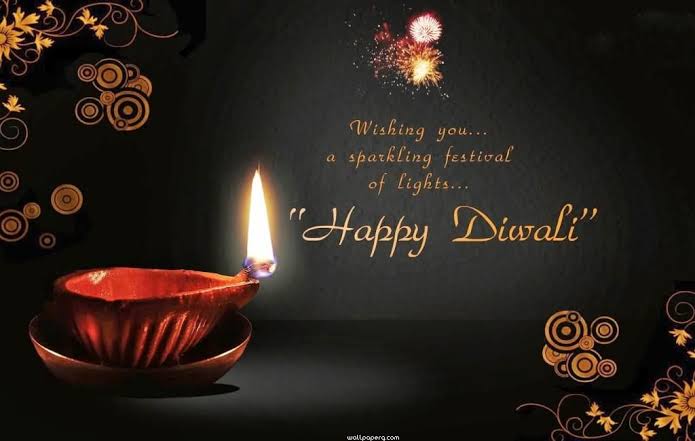 Wishing you...
a sparkling festival
of lights...
"Happy Diwali"
wallpaperg.com